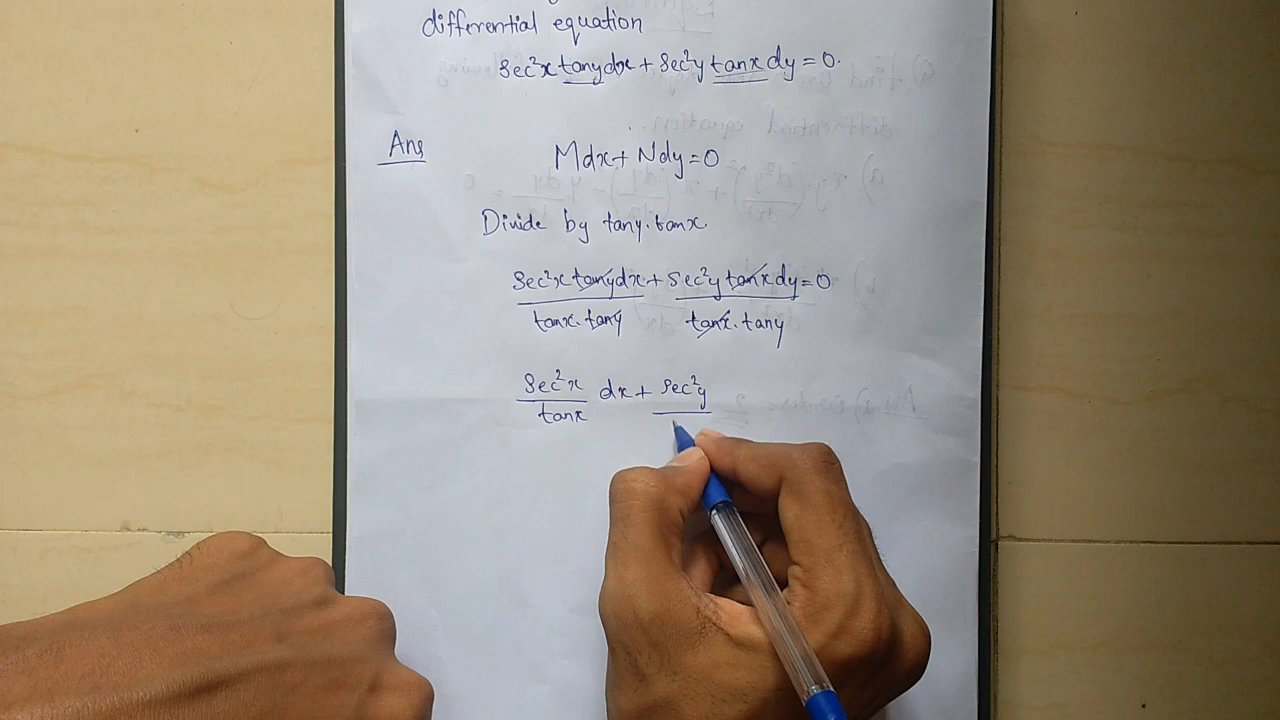 differential equation
Sec²x tany dx + Sec²y tanx dy = 0.
Ans
Mdx + Ndy = 0
Divide by tany. tanx.
Sec²x tany dx + Sec²y tanx dy = 0
tanx. tany tanx. tany
Sec²x dx + Sec²y
tanx